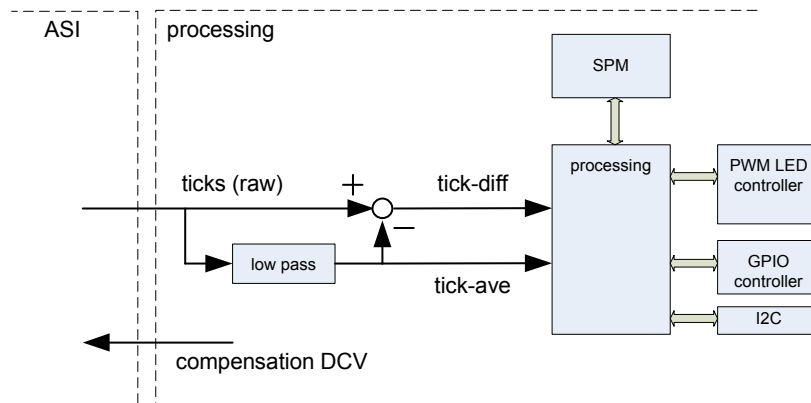 ASI
processing
SPM
processing
PWM LED
controller
ticks (raw)
+
tick-diff
−
low pass
tick-ave
GPIO
controller
I2C
compensation DCV